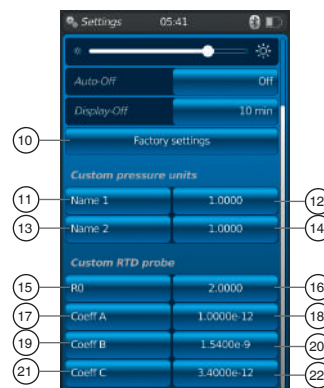 Settings 05:41
Auto-Off Off
Display-Off 10 min
10 Factory settings
Custom pressure units
11 Name 1 1.0000 12
13 Name 2 1.0000 14
Custom RTD probe
15 R0 2.0000 16
17 Coeff A 1.0000e-12 18
19 Coeff B 1.5400e-9 20
21 Coeff C 3.4000e-12 22